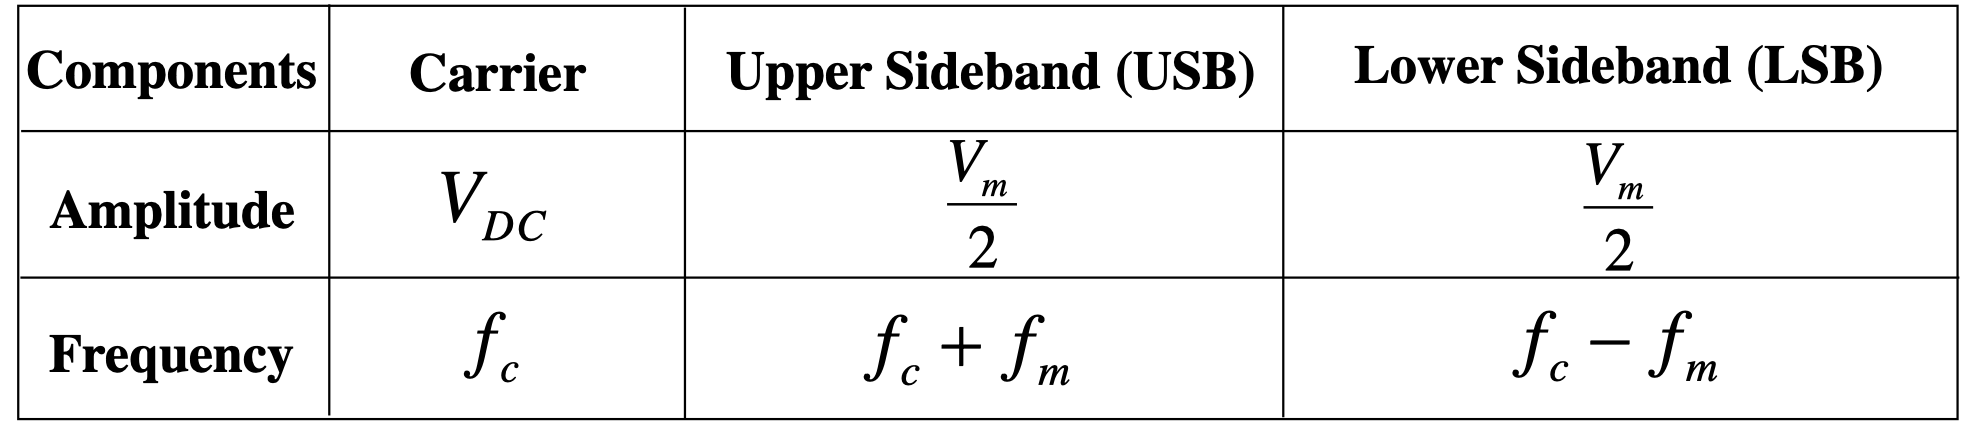 Components Carrier Upper Sideband (USB) Lower Sideband (LSB)
Amplitude V_{DC} \frac{V_m}{2} \frac{V_m}{2}
Frequency f_c f_c + f_m f_c − f_m